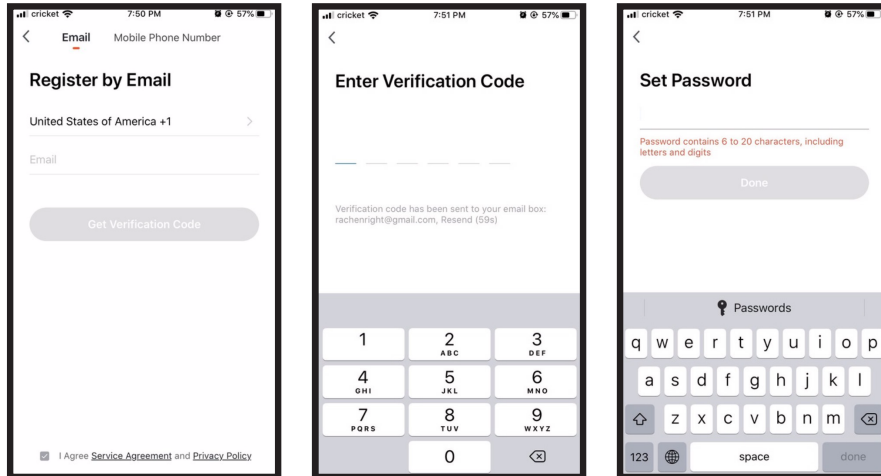 cricket 7:50 PM 57%
Email Mobile Phone Number
Register by Email
United States of America +1
Email
Get Verification Code
I Agree Service Agreement and Privacy Policy
cricket 7:51 PM 57%
Enter Verification Code
Verification code has been sent to your email box:
rachenright@gmail.com, Resend (59s)
1 2 3
ABC DEF
4 5 6
GHI JKL MNO
7 8 9
PQRS TUV WXYZ
0
cricket 7:51 PM 57%
Set Password
Password contains 6 to 20 characters, including
letters and digits
Done
Passwords
q w e r t y u i o p
a s d f g h j k l
z x c v b n m
123 space done